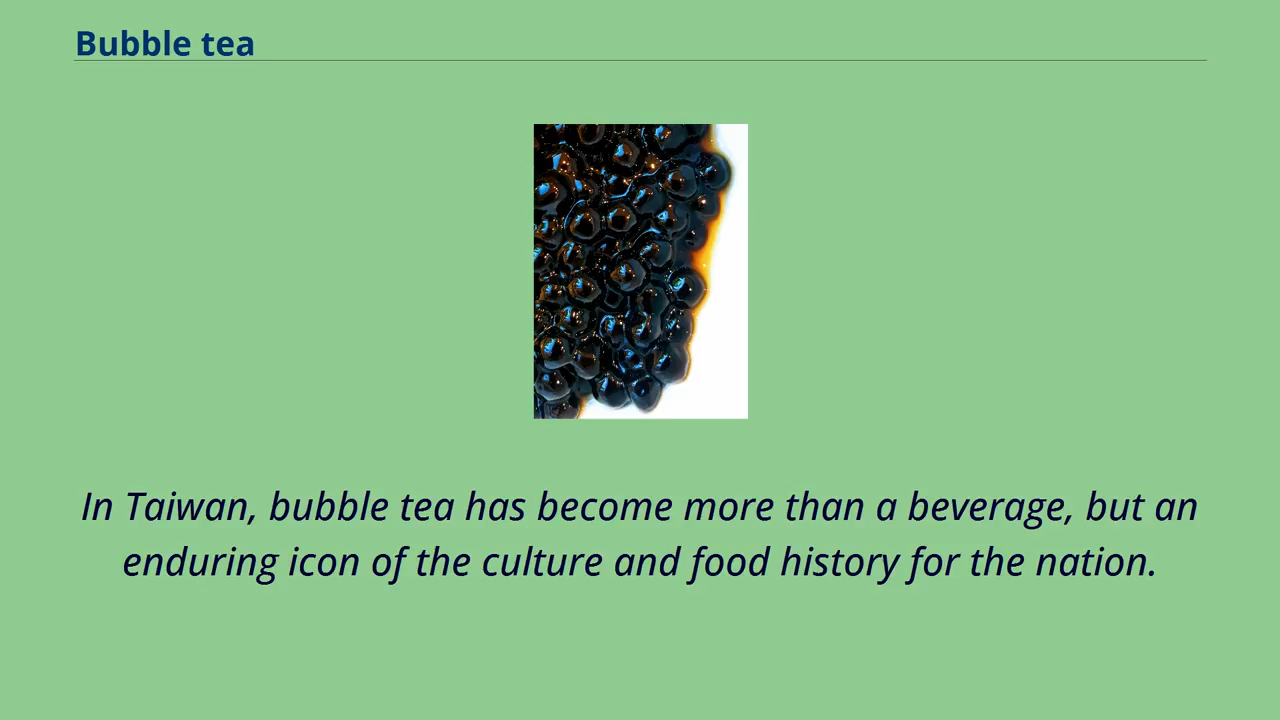 Bubble tea
In Taiwan, bubble tea has become more than a beverage, but an
enduring icon of the culture and food history for the nation.